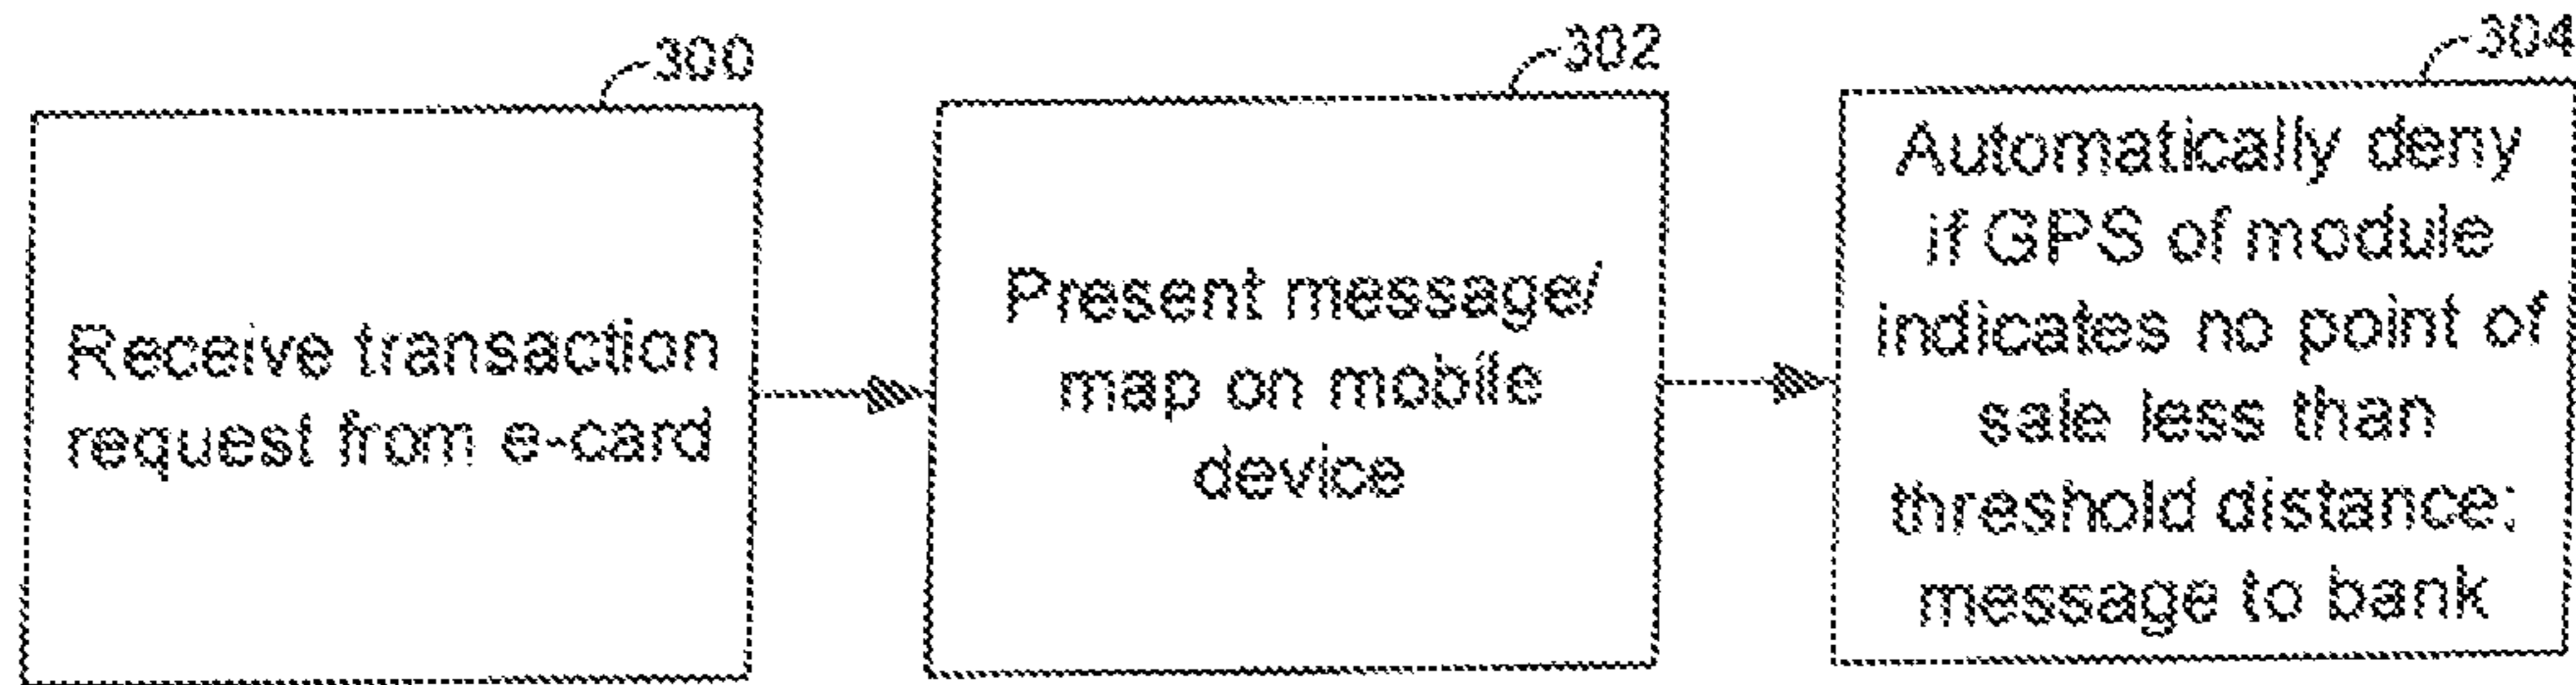 300
Receive transaction
request from e-card
302
Present message/
map on mobile
device
304
Automatically deny
if GPS of module
indicates no point of
sale less than
threshold distance;
message to bank